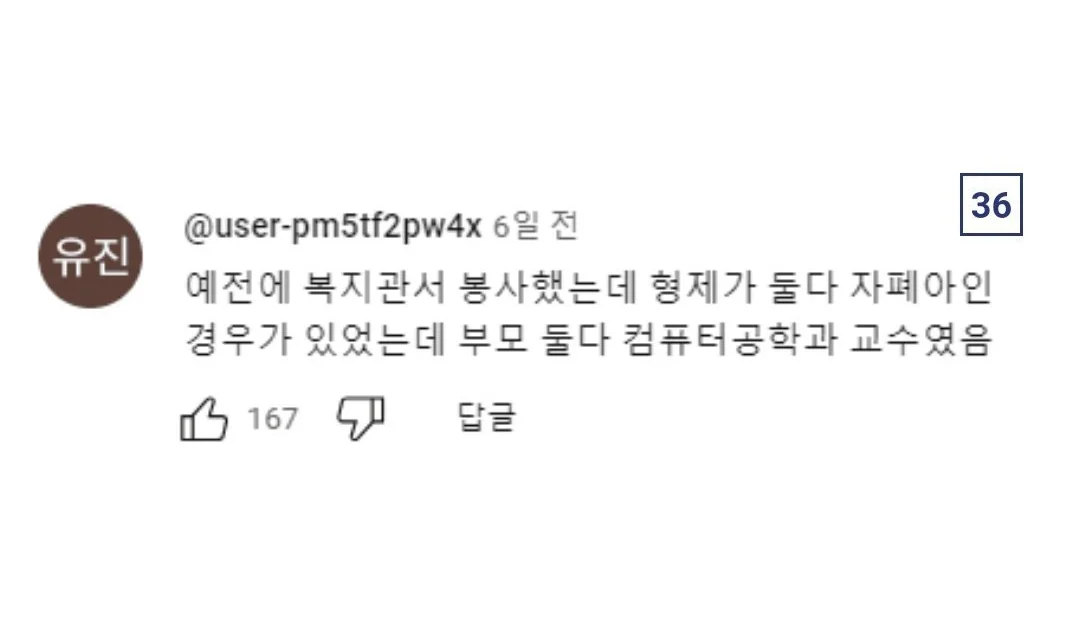 36
유진
@user-pm5tf2pw4x 6일 전
예전에 복지관서 봉사했는데 형제가 둘다 자폐아인
경우가 있었는데 부모 둘다 컴퓨터공학과 교수였음
167 답글